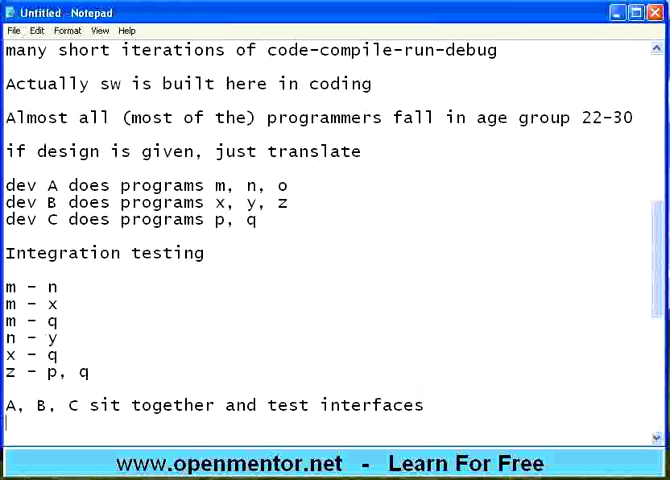 Untitled - Notepad
File Edit Format View Help
many short iterations of code-compile-run-debug
Actually sw is built here in coding
Almost all (most of the) programmers fall in age group 22-30
if design is given, just translate
dev A does programs m, n, o
dev B does programs x, y, z
dev C does programs p, q
Integration testing
m - n
m - x
m - q
n - y
x - q
z - p, q
A, B, C sit together and test interfaces
www.openmentor.net - Learn For Free